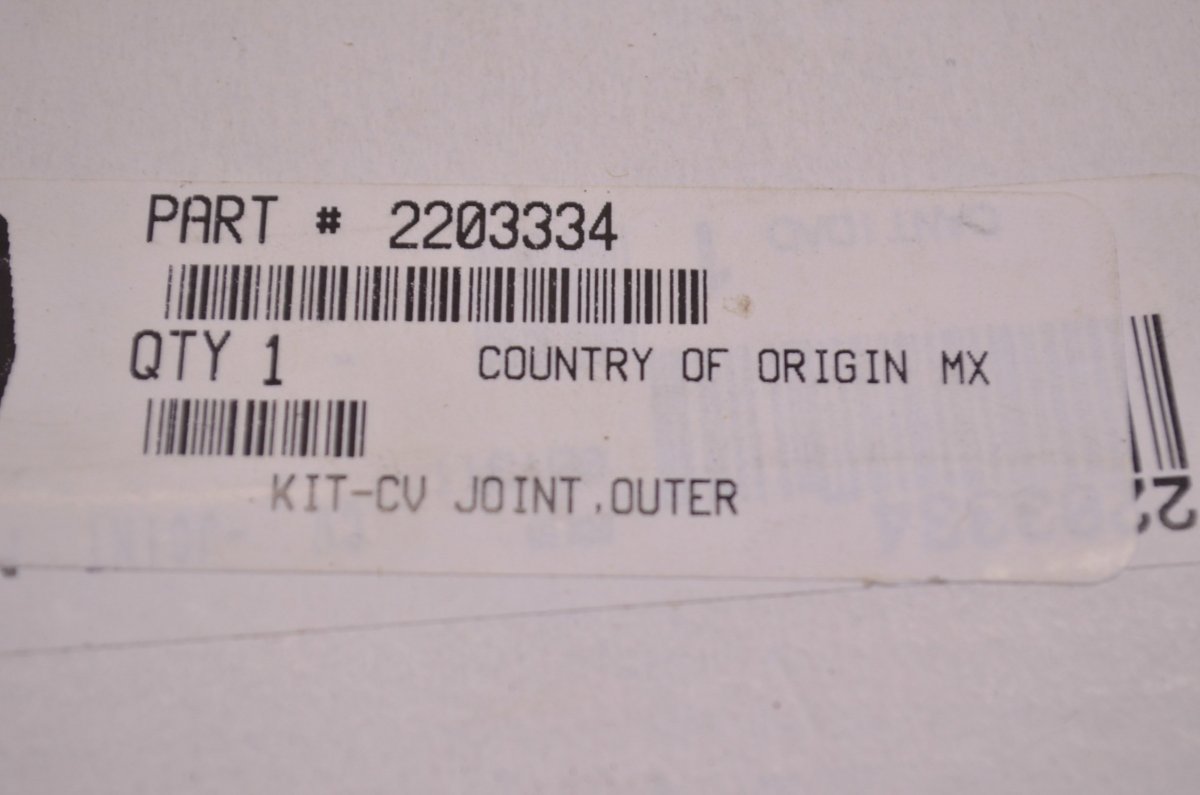 PART # 2203334
QTY 1 COUNTRY OF ORIGIN MX
KIT-CV JOINT,OUTER